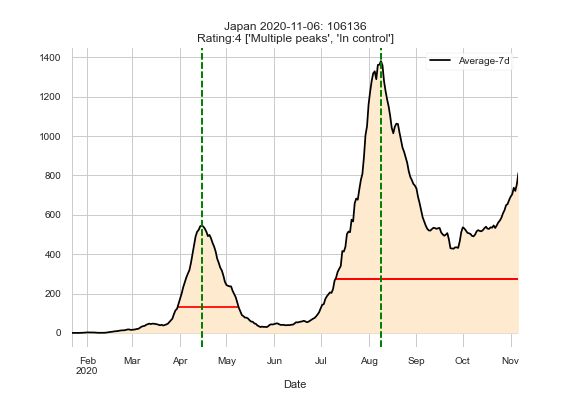 Japan 2020-11-06: 106136
Rating:4 ['Multiple peaks', 'In control']
Average-7d
1400
1200
1000
800
600
400
200
0
Feb Mar Apr May Jun Jul Aug Sep Oct Nov
2020
Date